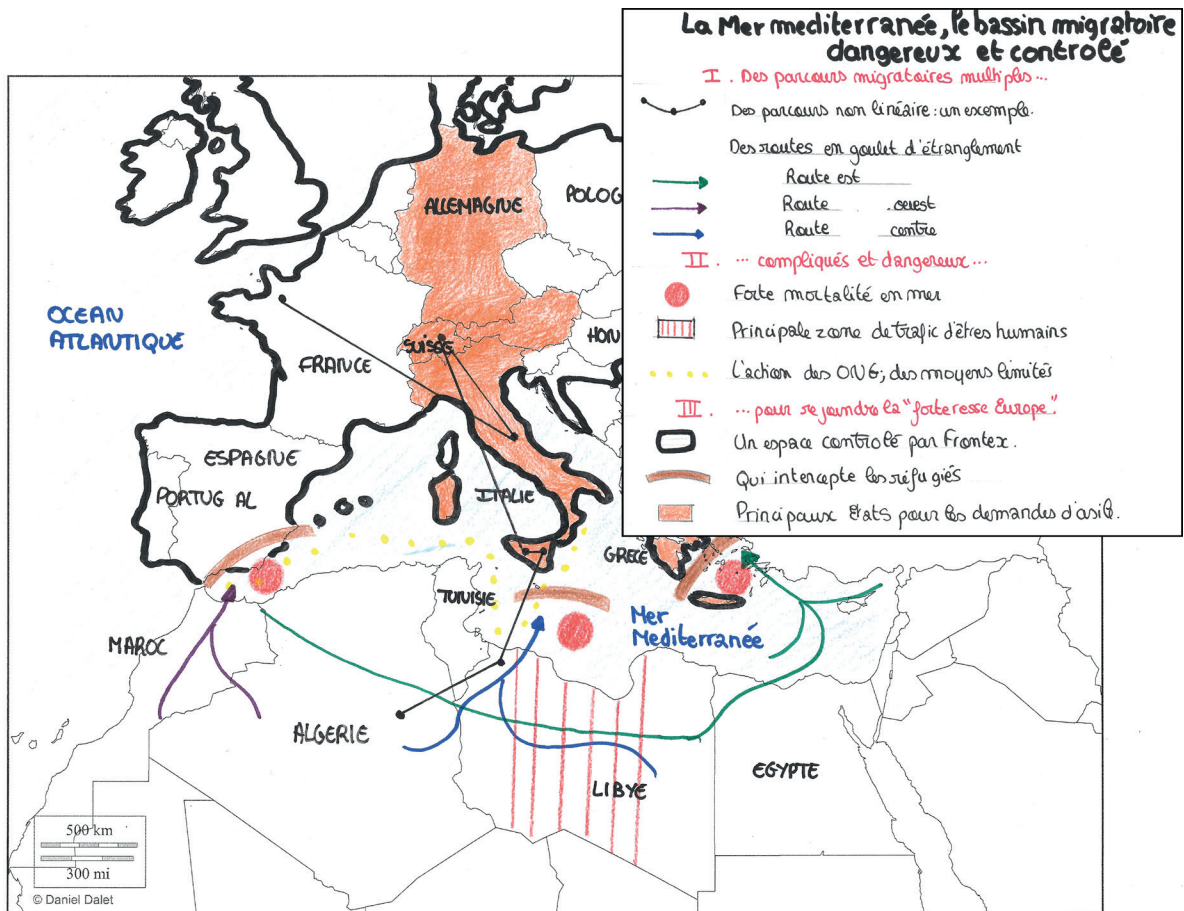 La Mer mediterranée, le bassin migratoire
dangereux et controlé
I. Des parcours migratoires multiples...
Des parcours non linéaire : un exemple.
Des routes en goulet d'étranglement
Route est
Route ouest
Route centre
II. ... compliqués et dangereux...
Forte mortalité en mer
Principale zone de trafic d'êtres humains
L'action des ONG, des moyens limités
III. ...pour rejoindre la "forteresse Europe".
Un espace controlé par Frontex.
Qui intercepte les réfugiés
Principaux Etats pour les demandes d'asile.
ALLEMAGNE
POLOG
OCEAN
ATLANTIQUE
SUISSE
HON
FRANCE
ESPAGNE
PORTUGAL
ITALIE
GRECE
TUNISIE
Mer
Mediterranée
MAROC
ALGERIE
LIBYE
EGYPTE
500 km
300 mi
© Daniel Dalet